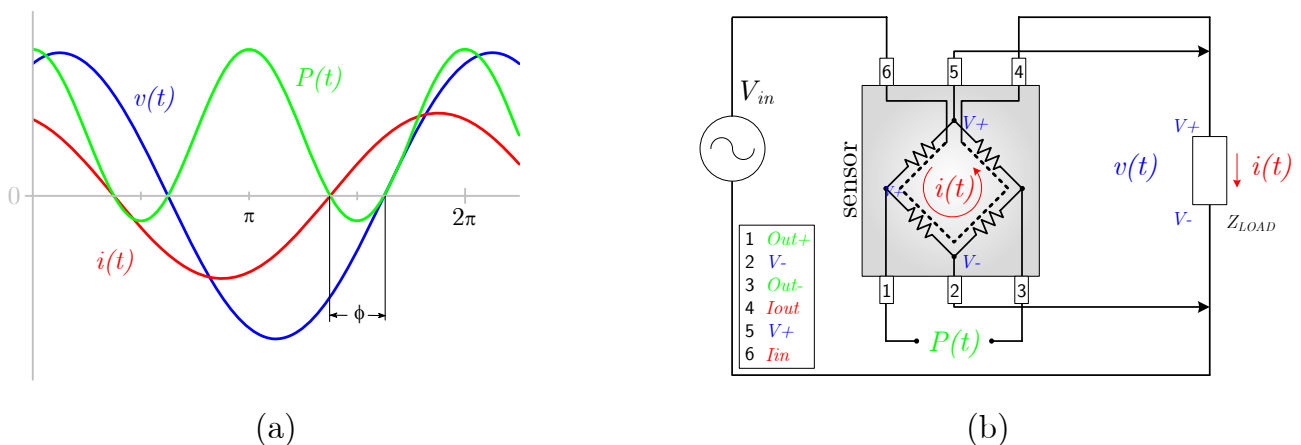 v(t)
P(t)
0
π
2π
i(t)
ϕ
(a)
V_in
6
5
4
sensor
V+
V+
i(t)
V-
1 Out+
2 V-
3 Out-
4 Iout
5 V+
6 Iin
1
2
3
P(t)
V+
v(t)
i(t)
V-
Z_LOAD
(b)